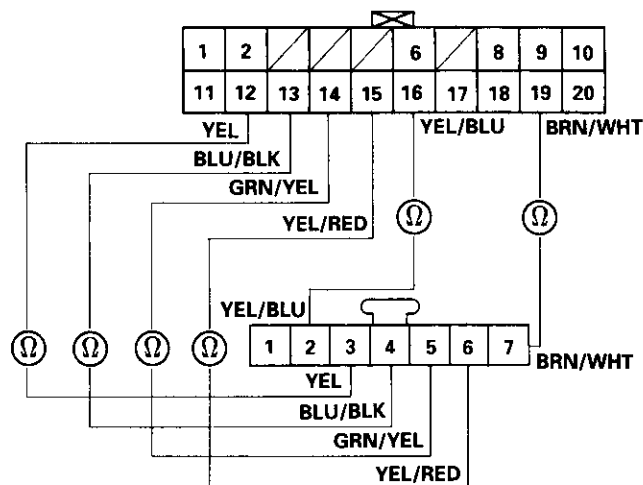 1 2 6 8 9 10
11 12 13 14 15 16 17 18 19 20
YEL YEL/BLU BRN/WHT
BLU/BLK
GRN/YEL
YEL/RED
Ω Ω
YEL/BLU
Ω Ω Ω Ω
1 2 3 4 5 6 7
BRN/WHT
YEL
BLU/BLK
GRN/YEL
YEL/RED